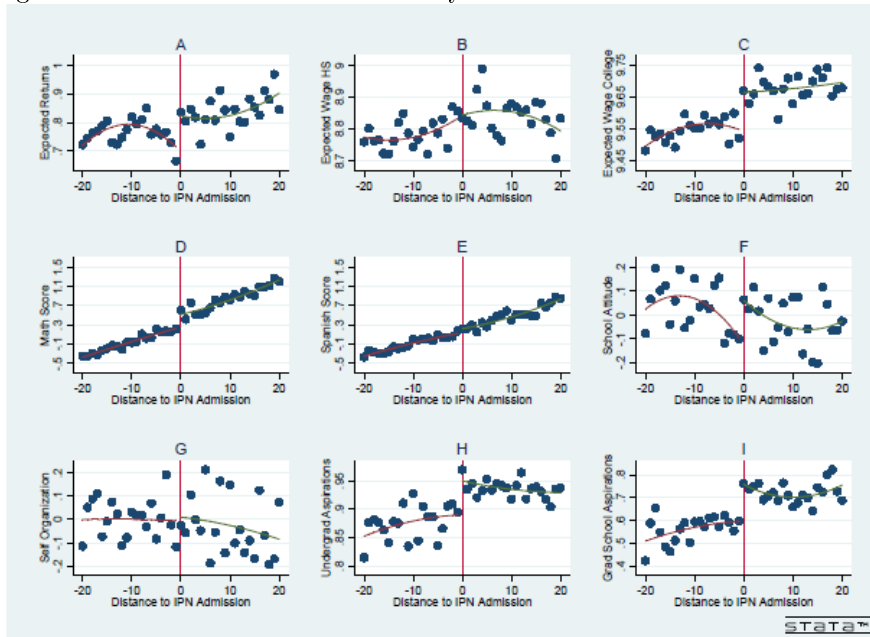 A
Expected Returns
.7 .8 .9 1
-20 -10 0 10 20
Distance to IPN Admission
B
Expected Wage HS
8.7 8.8 8.9 9
-20 -10 0 10 20
Distance to IPN Admission
C
Expected Wage College
9.45 9.55 9.65 9.75
-20 -10 0 10 20
Distance to IPN Admission
D
Math Score
-.5 -.1 .3 .7 1.1 1.5
-20 -10 0 10 20
Distance to IPN Admission
E
Spanish Score
-.5 -.1 .3 .7 1.1 1.5
-20 -10 0 10 20
Distance to IPN Admission
F
School Attitude
-.2 -.1 0 .1 .2
-20 -10 0 10 20
Distance to IPN Admission
G
Self Organization
-.2 -.1 0 .1 .2
-20 -10 0 10 20
Distance to IPN Admission
H
Undergrad Aspirations
.8 .85 .9 .95
-20 -10 0 10 20
Distance to IPN Admission
I
Grad School Aspirations
.4 .5 .6 .7 .8
-20 -10 0 10 20
Distance to IPN Admission
STATA™